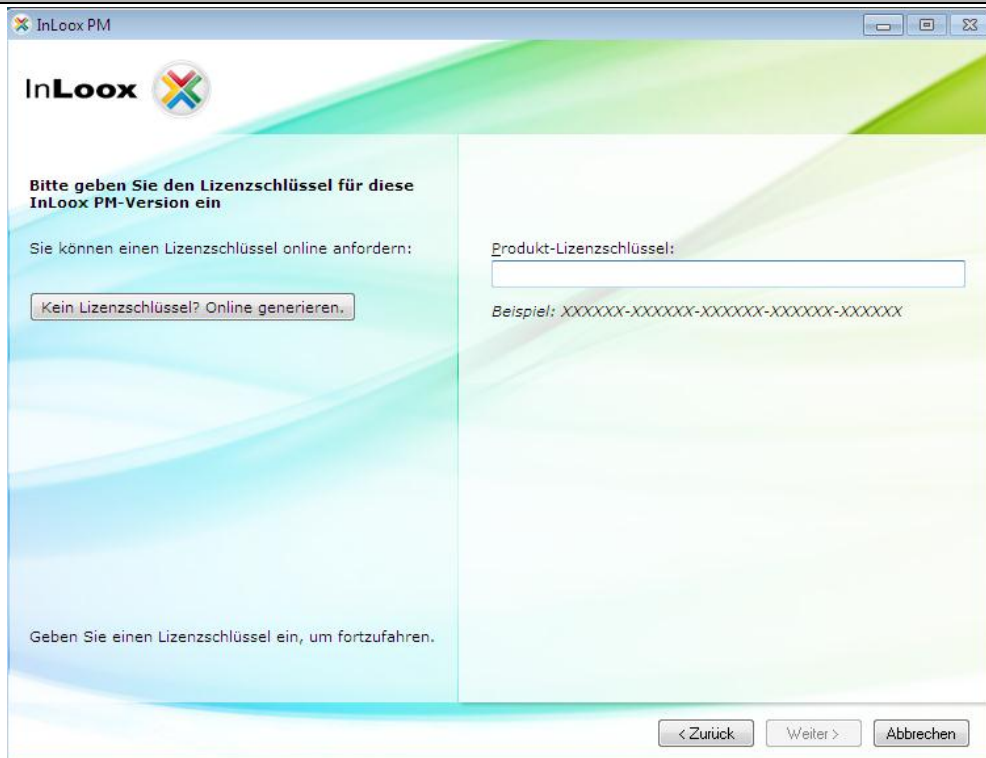 InLoox PM
InLoox
Bitte geben Sie den Lizenzschlüssel für diese
InLoox PM-Version ein
Sie können einen Lizenzschlüssel online anfordern:
Kein Lizenzschlüssel? Online generieren.
Geben Sie einen Lizenzschlüssel ein, um fortzufahren.
Produkt-Lizenzschlüssel:
Beispiel: XXXXXX-XXXXXX-XXXXXX-XXXXXX-XXXXXX
< Zurück
Weiter >
Abbrechen